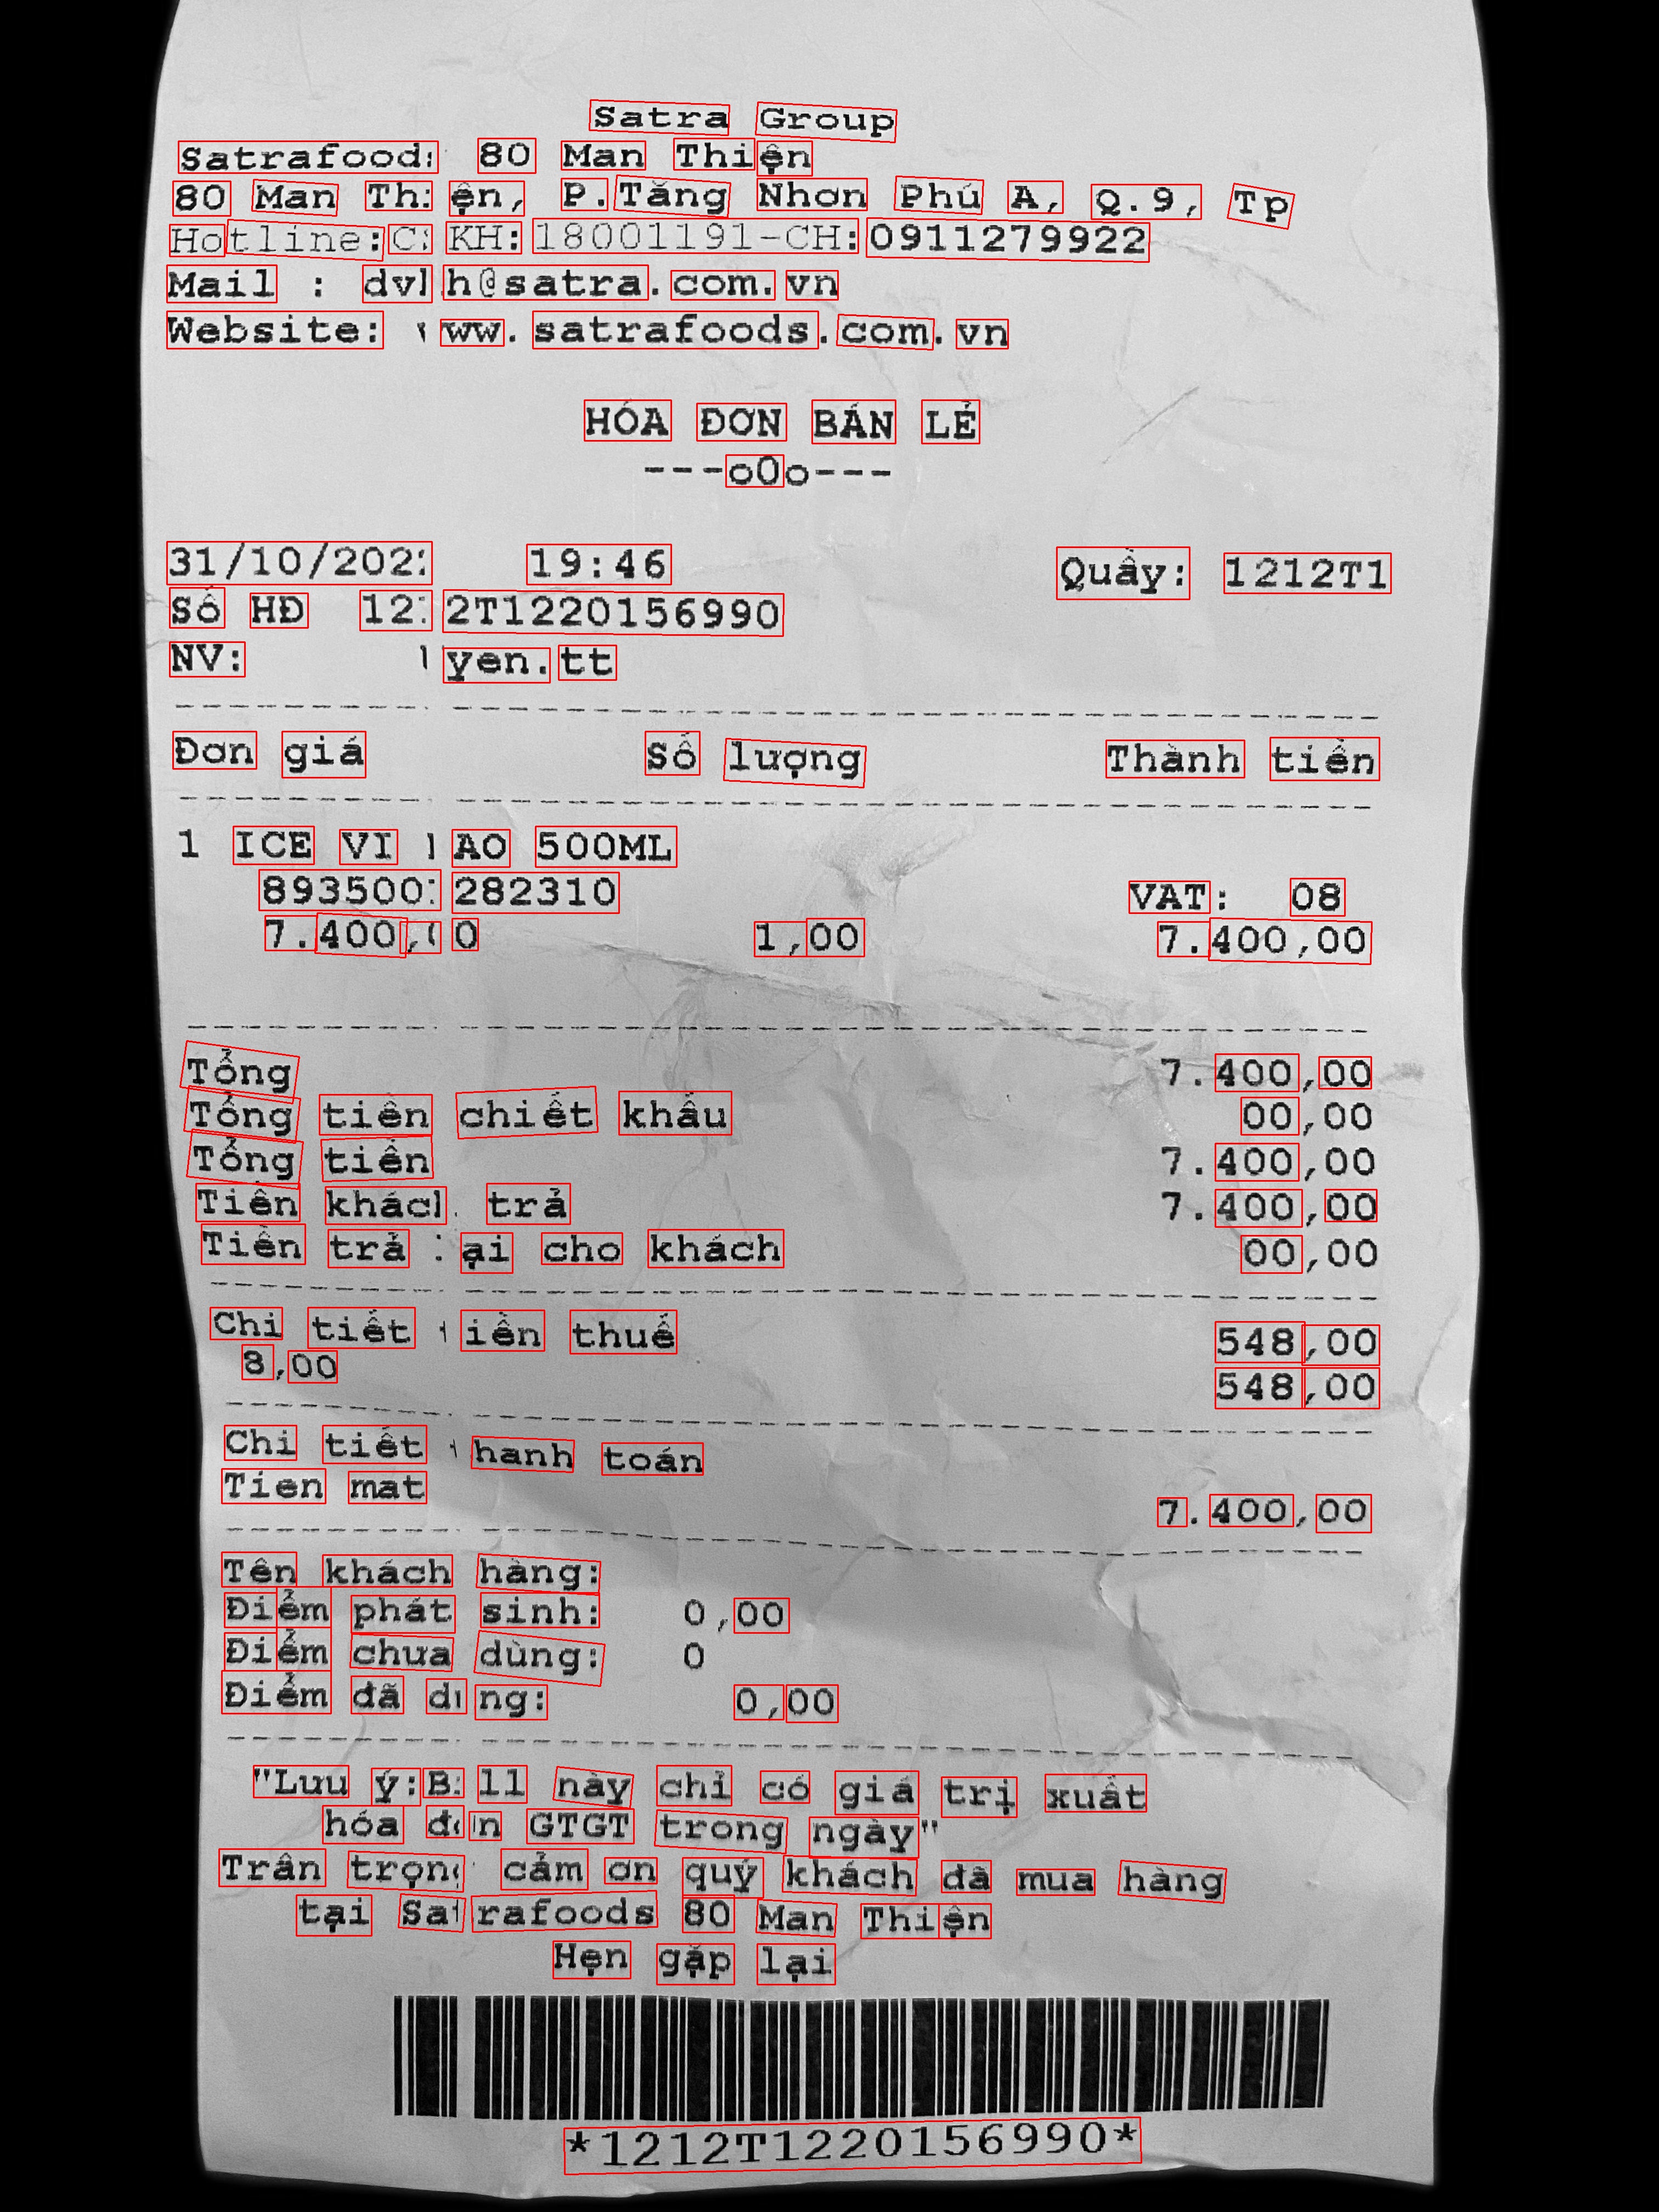 Satra Group
Satrafood: 80 Man Thiện
80 Man Thiện, P.Tăng Nhơn Phú A, Q.9, Tp
Hotline:CSKH:18001191-CH:0911279922
Mail : dvkh@satra.com.vn
Website: www.satrafoods.com.vn
HÓA ĐƠN BÁN LẺ
---oOo---
31/10/202 19:46 Quầy: 1212T1
Số HĐ 1212T1220156990
NV: yen.tt
Đơn giá Số lượng Thành tiền
1 ICE VI AO 500ML
893500 282310 VAT: 08
7.400,00 1,00 7.400,00
Tổng 7.400,00
Tổng tiền chiết khấu 00,00
Tổng tiền 7.400,00
Tiền khách trả 7.400,00
Tiền trả lại cho khách 00,00
Chi tiết tiền thuế 548,00
8,00 548,00
Chi tiết thanh toán
Tien mat 7.400,00
Tên khách hàng:
Điểm phát sinh: 0,00
Điểm chưa dùng: 0
Điểm đã dùng: 0,00
"Lưu ý:Bill này chỉ có giá trị xuất
hóa đơn GTGT trong ngày"
Trân trọng cảm ơn quý khách đã mua hàng
tại Satrafoods 80 Man Thiện
Hẹn gặp lại
*1212T1220156990*